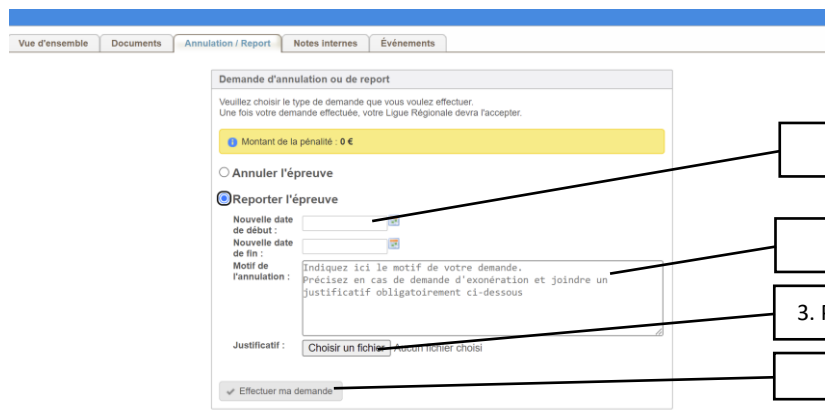 Vue d'ensemble Documents Annulation / Report Notes internes Événements
Demande d'annulation ou de report
Veuillez choisir le type de demande que vous voulez effectuer.
Une fois votre demande effectuée, votre Ligue Régionale devra l'accepter.
Montant de la pénalité : 0 €
Annuler l'épreuve
Reporter l'épreuve
Nouvelle date
de début :
Nouvelle date
de fin :
Motif de
l'annulation :
Indiquez ici le motif de votre demande.
Précisez en cas de demande d'exonération et joindre un
justificatif obligatoirement ci-dessous
3.
Justificatif :
Choisir un fichier Aucun fichier choisi
Effectuer ma demande